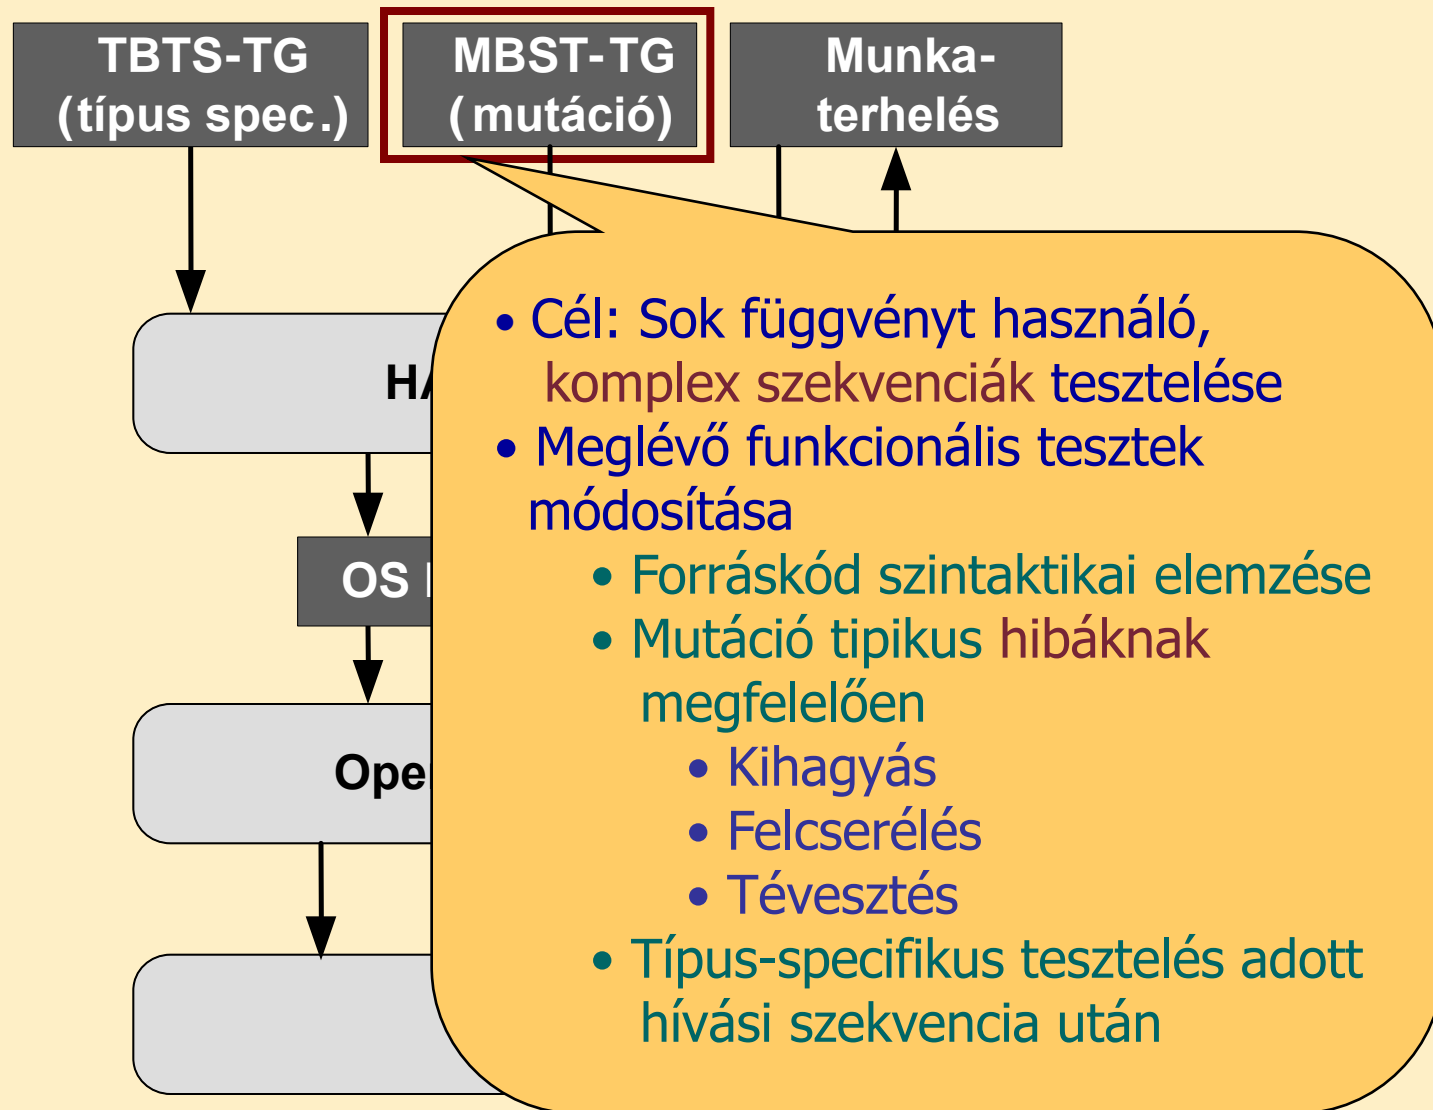 TBTS-TG
(típus spec.)
MBST-TG
(mutáció)
Munka-
terhelés
• Cél: Sok függvényt használó,
komplex szekvenciák tesztelése
• Meglévő funkcionális tesztek
módosítása
• Forráskód szintaktikai elemzése
• Mutáció tipikus hibáknak
megfelelően
• Kihagyás
• Felcserélés
• Tévesztés
• Típus-specifikus tesztelés adott
hívási szekvencia után
OS